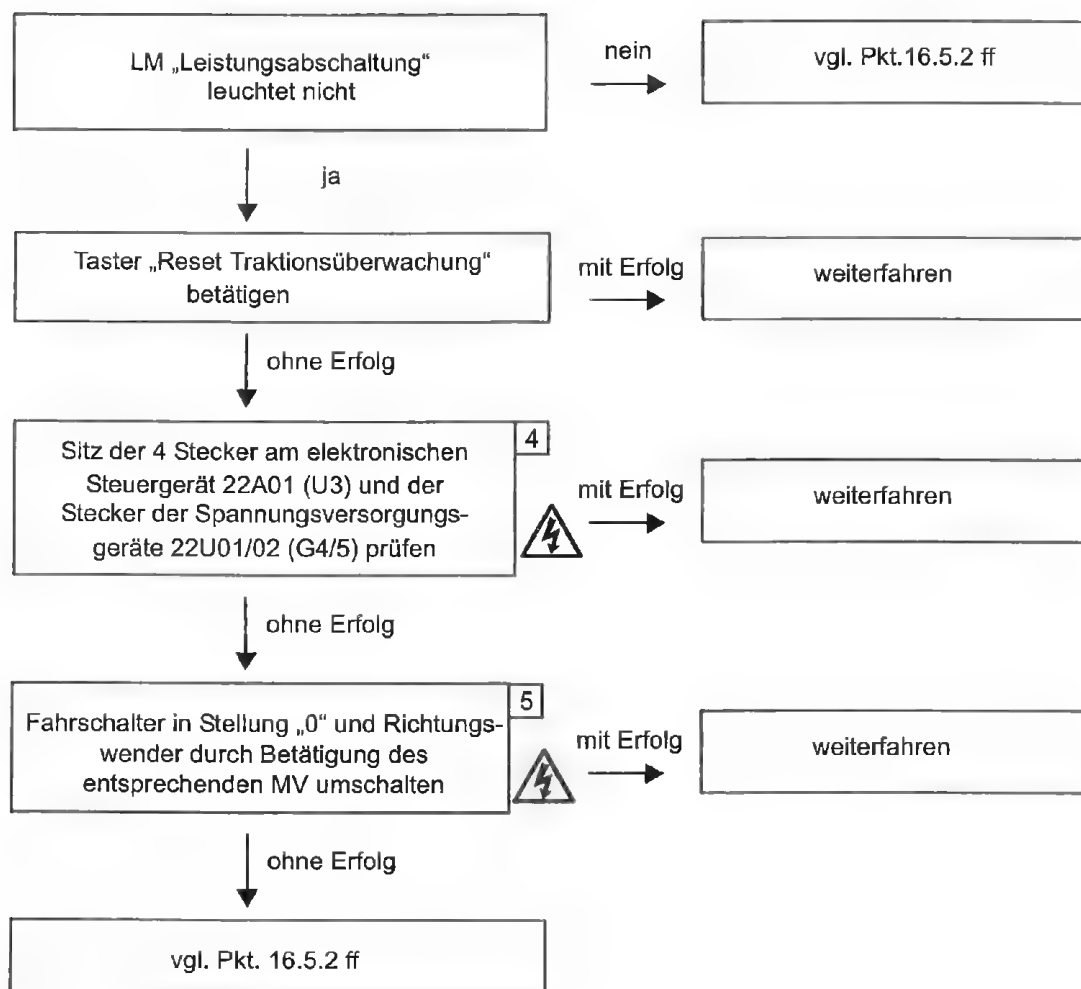 LM „Leistungsabschaltung“
leuchtet nicht
nein
vgl. Pkt.16.5.2 ff
ja
Taster „Reset Traktionsüberwachung“
betätigen
mit Erfolg
weiterfahren
ohne Erfolg
4
Sitz der 4 Stecker am elektronischen
Steuergerät 22A01 (U3) und der
Stecker der Spannungsversorgungs-
geräte 22U01/02 (G4/5) prüfen
mit Erfolg
weiterfahren
ohne Erfolg
5
Fahrschalter in Stellung „0“ und Richtungs-
wender durch Betätigung des
entsprechenden MV umschalten
mit Erfolg
weiterfahren
ohne Erfolg
vgl. Pkt. 16.5.2 ff